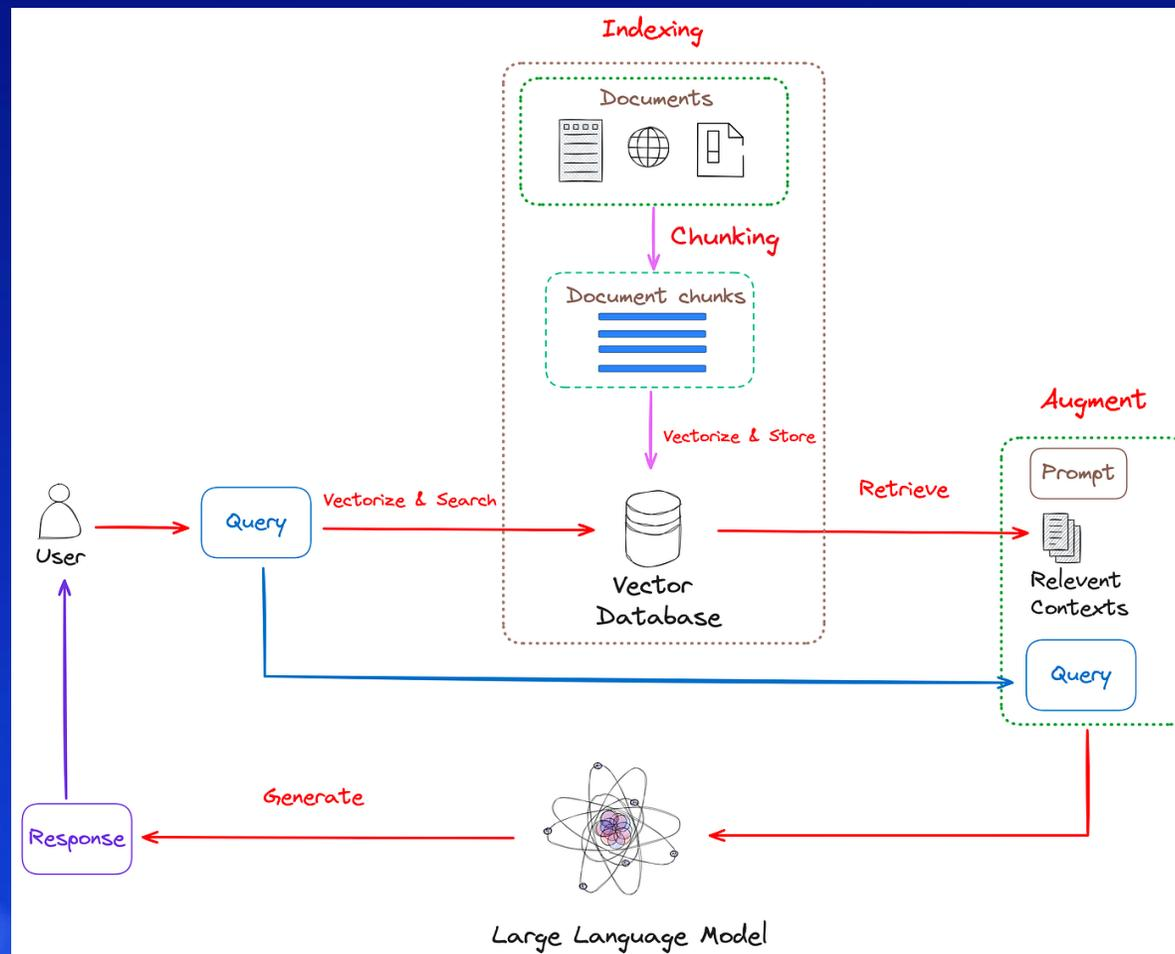 Indexing
Documents
Chunking
Document chunks
Vectorize & Store
Augment
Prompt
User
Query
Vectorize & Search
Vector
Database
Retrieve
Relevent
Contexts
Query
Generate
Response
Large Language Model